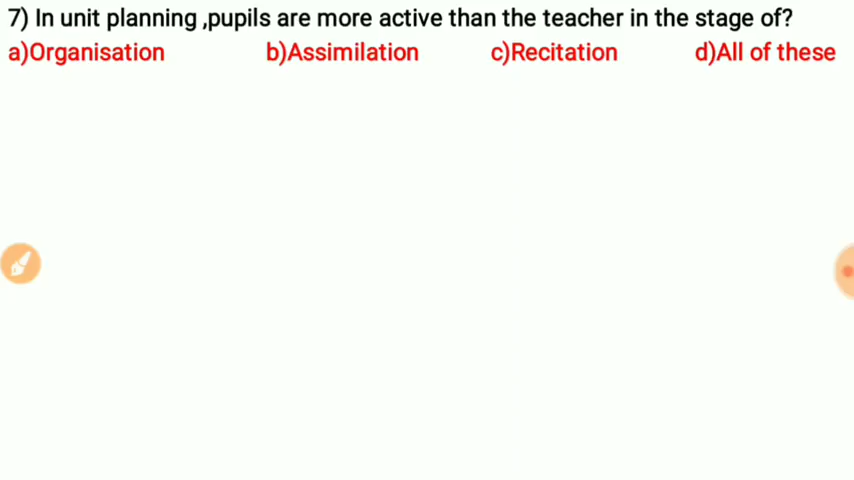 7) In unit planning ,pupils are more active than the teacher in the stage of?
a)Organisation b)Assimilation c)Recitation d)All of these